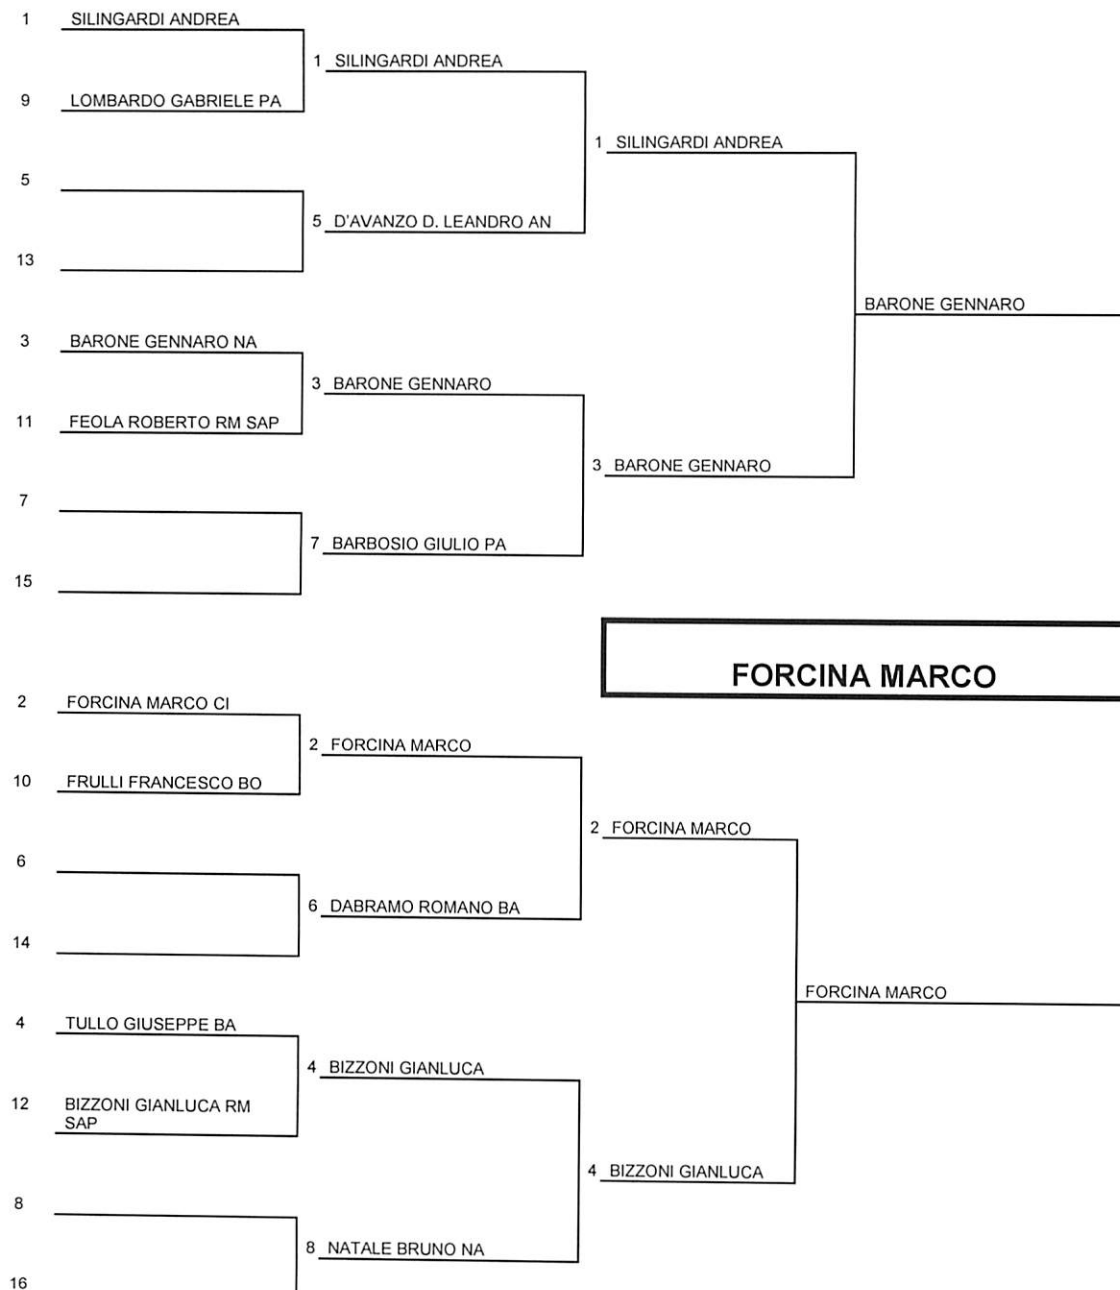 1 SILINGARDI ANDREA
1 SILINGARDI ANDREA
9 LOMBARDO GABRIELE PA
1 SILINGARDI ANDREA
5
5 D'AVANZO D. LEANDRO AN
13
BARONE GENNARO
3 BARONE GENNARO NA
3 BARONE GENNARO
11 FEOLA ROBERTO RM SAP
3 BARONE GENNARO
7
7 BARBOSIO GIULIO PA
15
FORCINA MARCO
2 FORCINA MARCO CI
2 FORCINA MARCO
10 FRULLI FRANCESCO BO
2 FORCINA MARCO
6
6 DABRAMO ROMANO BA
14
FORCINA MARCO
4 TULLO GIUSEPPE BA
4 BIZZONI GIANLUCA
12 BIZZONI GIANLUCA RM
SAP
4 BIZZONI GIANLUCA
8
8 NATALE BRUNO NA
16